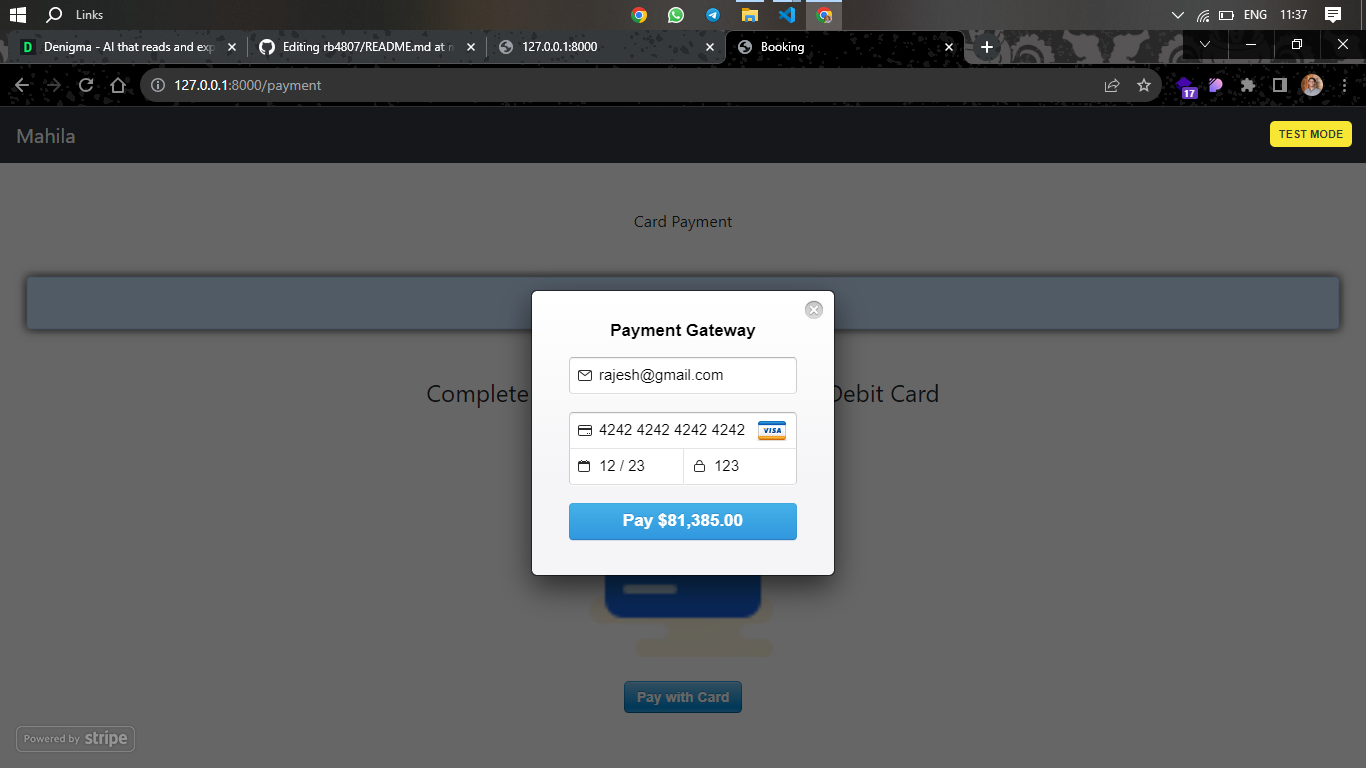 Links
ENG 11:37
Denigma - AI that reads and exp
Editing rb4807/README.md at
127.0.0.1:8000
Booking
127.0.0.1:8000/payment
17
Mahila
TEST MODE
Card Payment
Payment Gateway
rajesh@gmail.com
Complete
Debit Card
4242 4242 4242 4242 VISA
12 / 23
123
Pay $81,385.00
Pay with Card
Powered by stripe